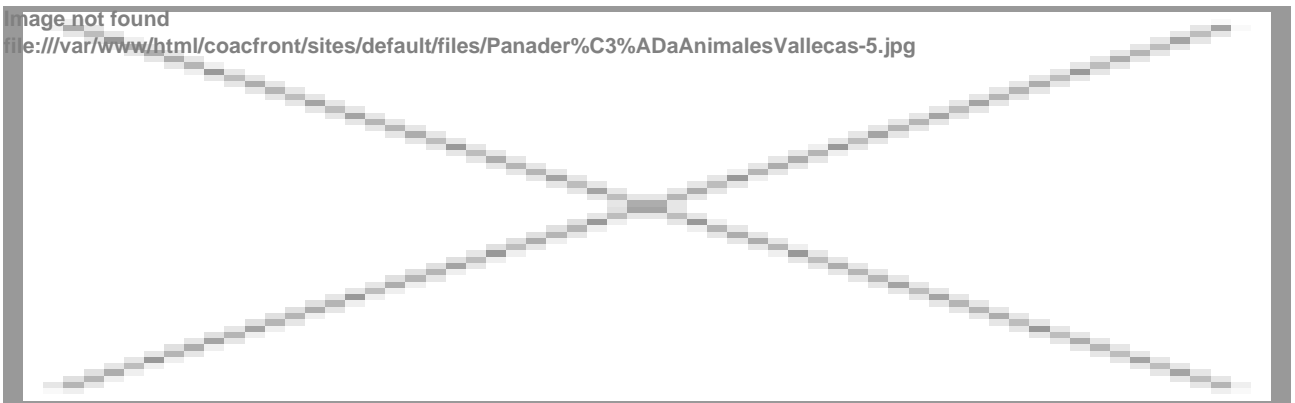 Image not found
file:///var/www/html/coacfront/sites/default/files/Panader%C3%ADaAnimalesVallecas-5.jpg